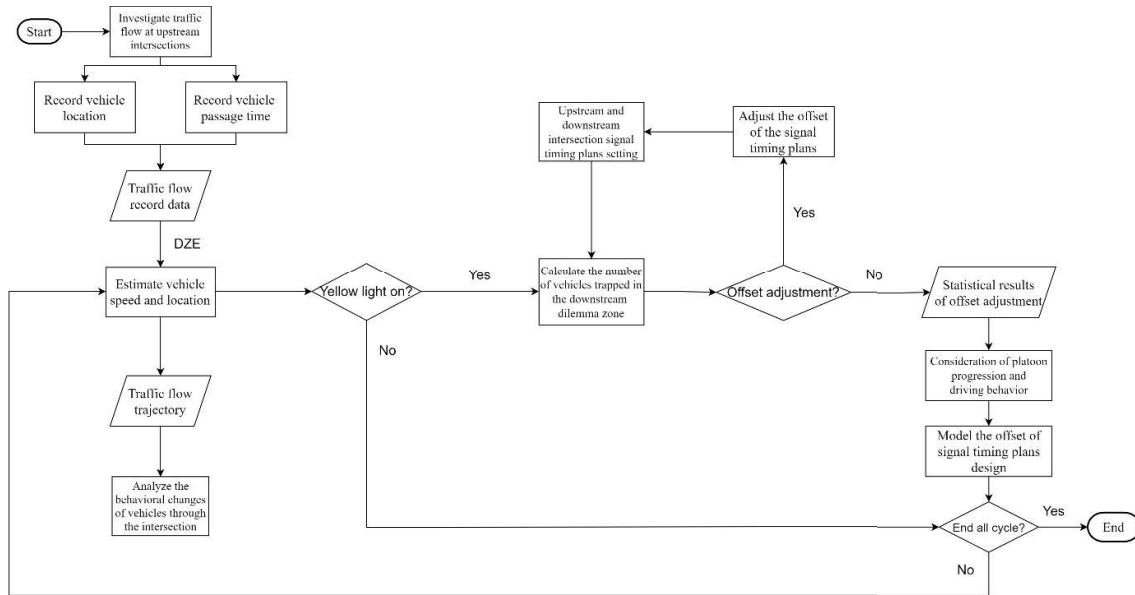 Start
Investigate traffic
flow at upstream
intersections
Record vehicle
location
Record vehicle
passage time
Traffic flow
record data
DZE
Estimate vehicle
speed and location
Traffic flow
trajectory
Analyze the
behavioral changes
of vehicles through
the intersection
Yellow light on?
Yes
No
Upstream and
downstream
intersection signal
timing plans setting
Adjust the offset
of the signal
timing plans
Yes
Calculate the number
of vehicles trapped in
the downstream
dilemma zone
Offset adjustment?
No
Statistical results
of offset adjustment
Consideration of platoon
progression and
driving behavior
Model the offset of
signal timing plans
design
End all cycle?
Yes
End
No